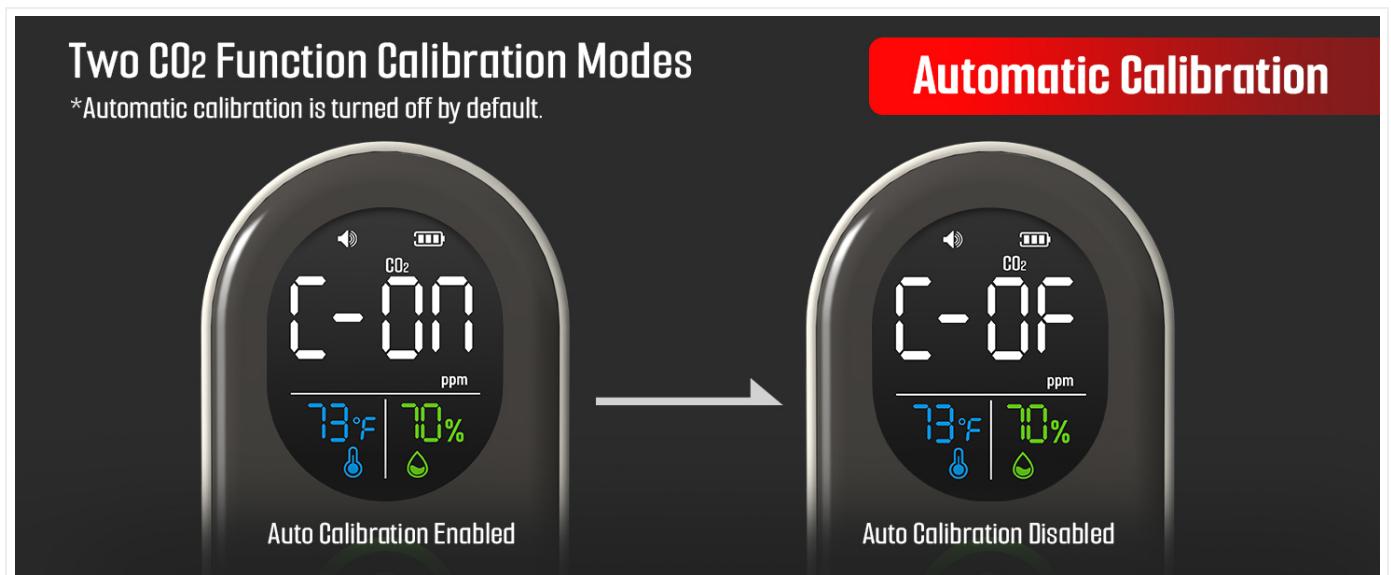 Two CO₂ Function Calibration Modes
Automatic Calibration
*Automatic calibration is turned off by default.
CO₂
C-ON
ppm
73°F 70%
Auto Calibration Enabled
CO₂
C-OF
ppm
73°F 70%
Auto Calibration Disabled